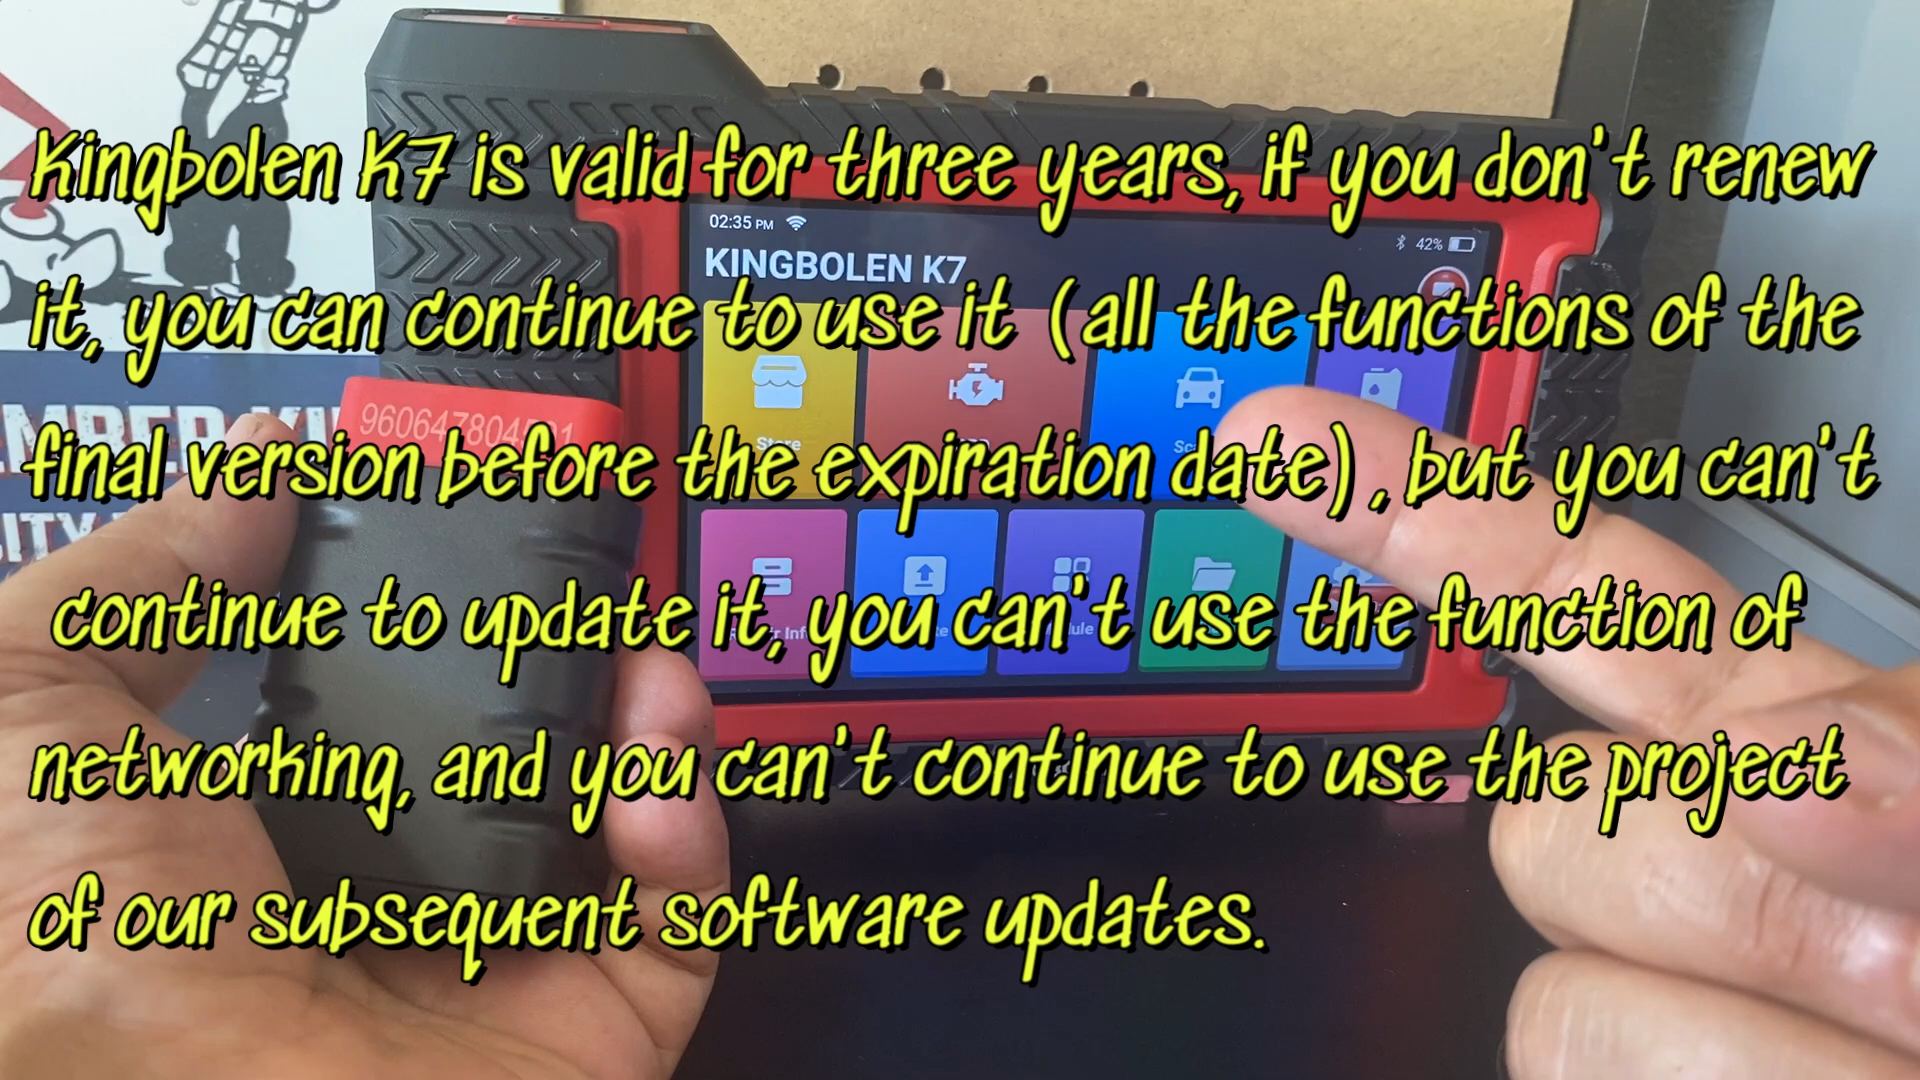 Kingbolen K7 is valid for three years, if you don't renew
it, you can continue to use it (all the functions of the
final version before the expiration date), but you can't
continue to update it, you can't use the function of
networking, and you can't continue to use the project
of our subsequent software updates.
02:35 PM
42%
KINGBOLEN K7